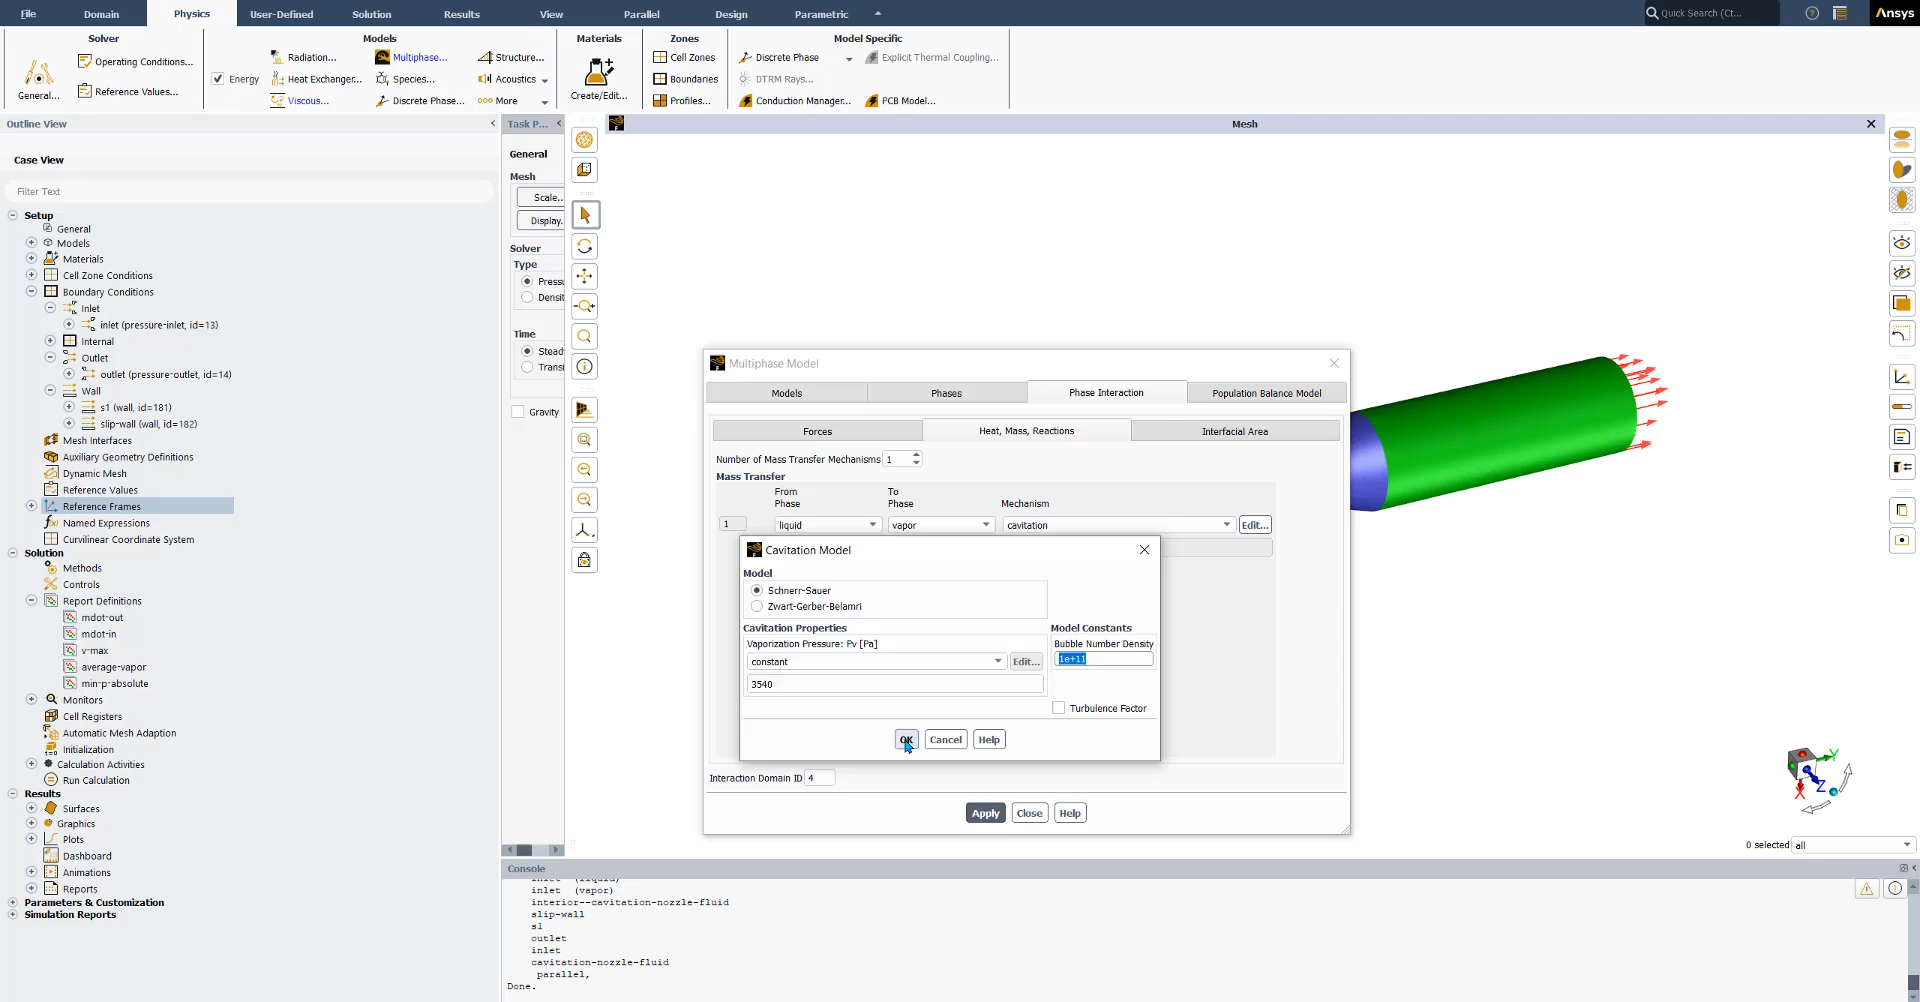 File
Domain
Physics
User-Defined
Solution
Results
View
Parallel
Design
Parametric
Quick Search (Ct...
Ansys
Solver
Models
Materials
Zones
Model Specific
General...
Operating Conditions...
Reference Values...
Energy
Radiation...
Heat Exchanger...
Viscous...
Multiphase...
Species...
Discrete Phase...
Structure...
Acoustics
More
Create/Edit...
Cell Zones
Boundaries
Profiles...
Discrete Phase
DTRM Rays...
Conduction Manager...
Explicit Thermal Coupling...
PCB Model...
Outline View
Case View
Filter Text
Setup
General
Models
Materials
Cell Zone Conditions
Boundary Conditions
Inlet
inlet (pressure-inlet, id=13)
Internal
Outlet
outlet (pressure-outlet, id=14)
Wall
s1 (wall, id=181)
slip-wall (wall, id=182)
Mesh Interfaces
Auxiliary Geometry Definitions
Dynamic Mesh
Reference Values
Reference Frames
Named Expressions
Curvilinear Coordinate System
Solution
Methods
Controls
Report Definitions
mdot-out
mdot-in
v-max
average-vapor
min-p-absolute
Monitors
Cell Registers
Automatic Mesh Adaption
Initialization
Calculation Activities
Run Calculation
Results
Surfaces
Graphics
Plots
Dashboard
Animations
Reports
Parameters & Customization
Simulation Reports
Task P...
General
Mesh
Scale..
Display.
Solver
Type
Pressu
Densit
Time
Stead
Transi
Gravity
Mesh
Multiphase Model
Models
Phases
Phase Interaction
Population Balance Model
Forces
Heat, Mass, Reactions
Interfacial Area
Number of Mass Transfer Mechanisms 1
Mass Transfer
From Phase
To Phase
Mechanism
1
liquid
vapor
cavitation
Edit...
Cavitation Model
Model
Schnerr-Sauer
Zwart-Gerber-Belamri
Cavitation Properties
Vaporization Pressure: Pv [Pa]
constant
Edit...
3540
Model Constants
Bubble Number Density
1e+11
Turbulence Factor
OK
Cancel
Help
Interaction Domain ID 4
Apply
Close
Help
Y
Z
X
0 selected
all
Console
inlet (vapor)
interior--cavitation-nozzle-fluid
slip-wall
s1
outlet
inlet
cavitation-nozzle-fluid
parallel,
Done.